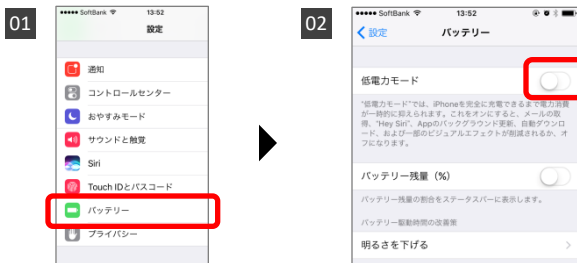 01
SoftBank 13:52
設定
通知
コントロールセンター
おやすみモード
サウンドと触覚
Siri
Touch IDとパスコード
バッテリー
プライバシー
02
SoftBank 13:52
設定 バッテリー
低電力モード
"低電力モード"では、iPhoneを完全に充電できるまで電力消費
が一時的に抑えられます。これをオンにすると、メールの取
得、"Hey Siri"、Appのバックグラウンド更新、自動ダウンロ
ード、および一部のビジュアルエフェクトが削減されるか、オ
フになります。
バッテリー残量（%）
バッテリー残量の割合をステータスバーに表示します。
バッテリー駆動時間の改善策
明るさを下げる